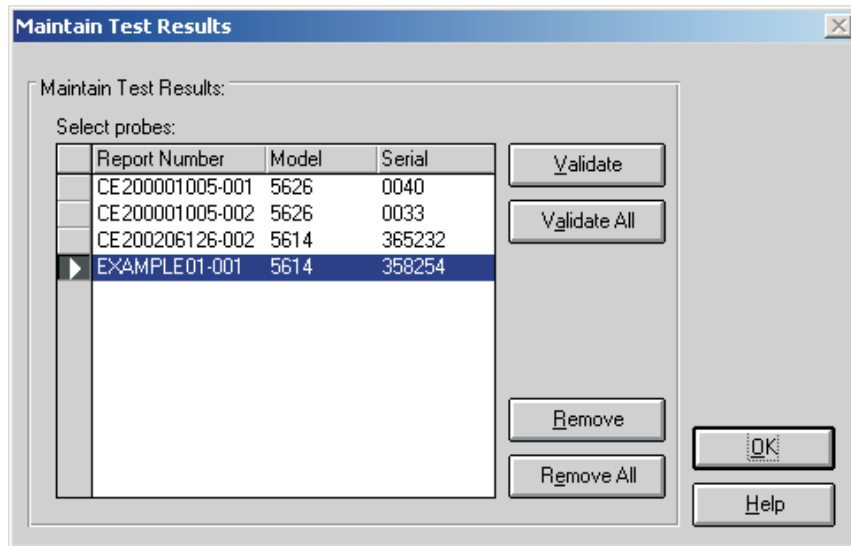 Maintain Test Results
Maintain Test Results:
Select probes:
Report Number Model Serial
CE200001005-001 5626 0040
CE200001005-002 5626 0033
CE200206126-002 5614 365232
EXAMPLE01-001 5614 358254
Validate
Validate All
Remove
Remove All
OK
Help